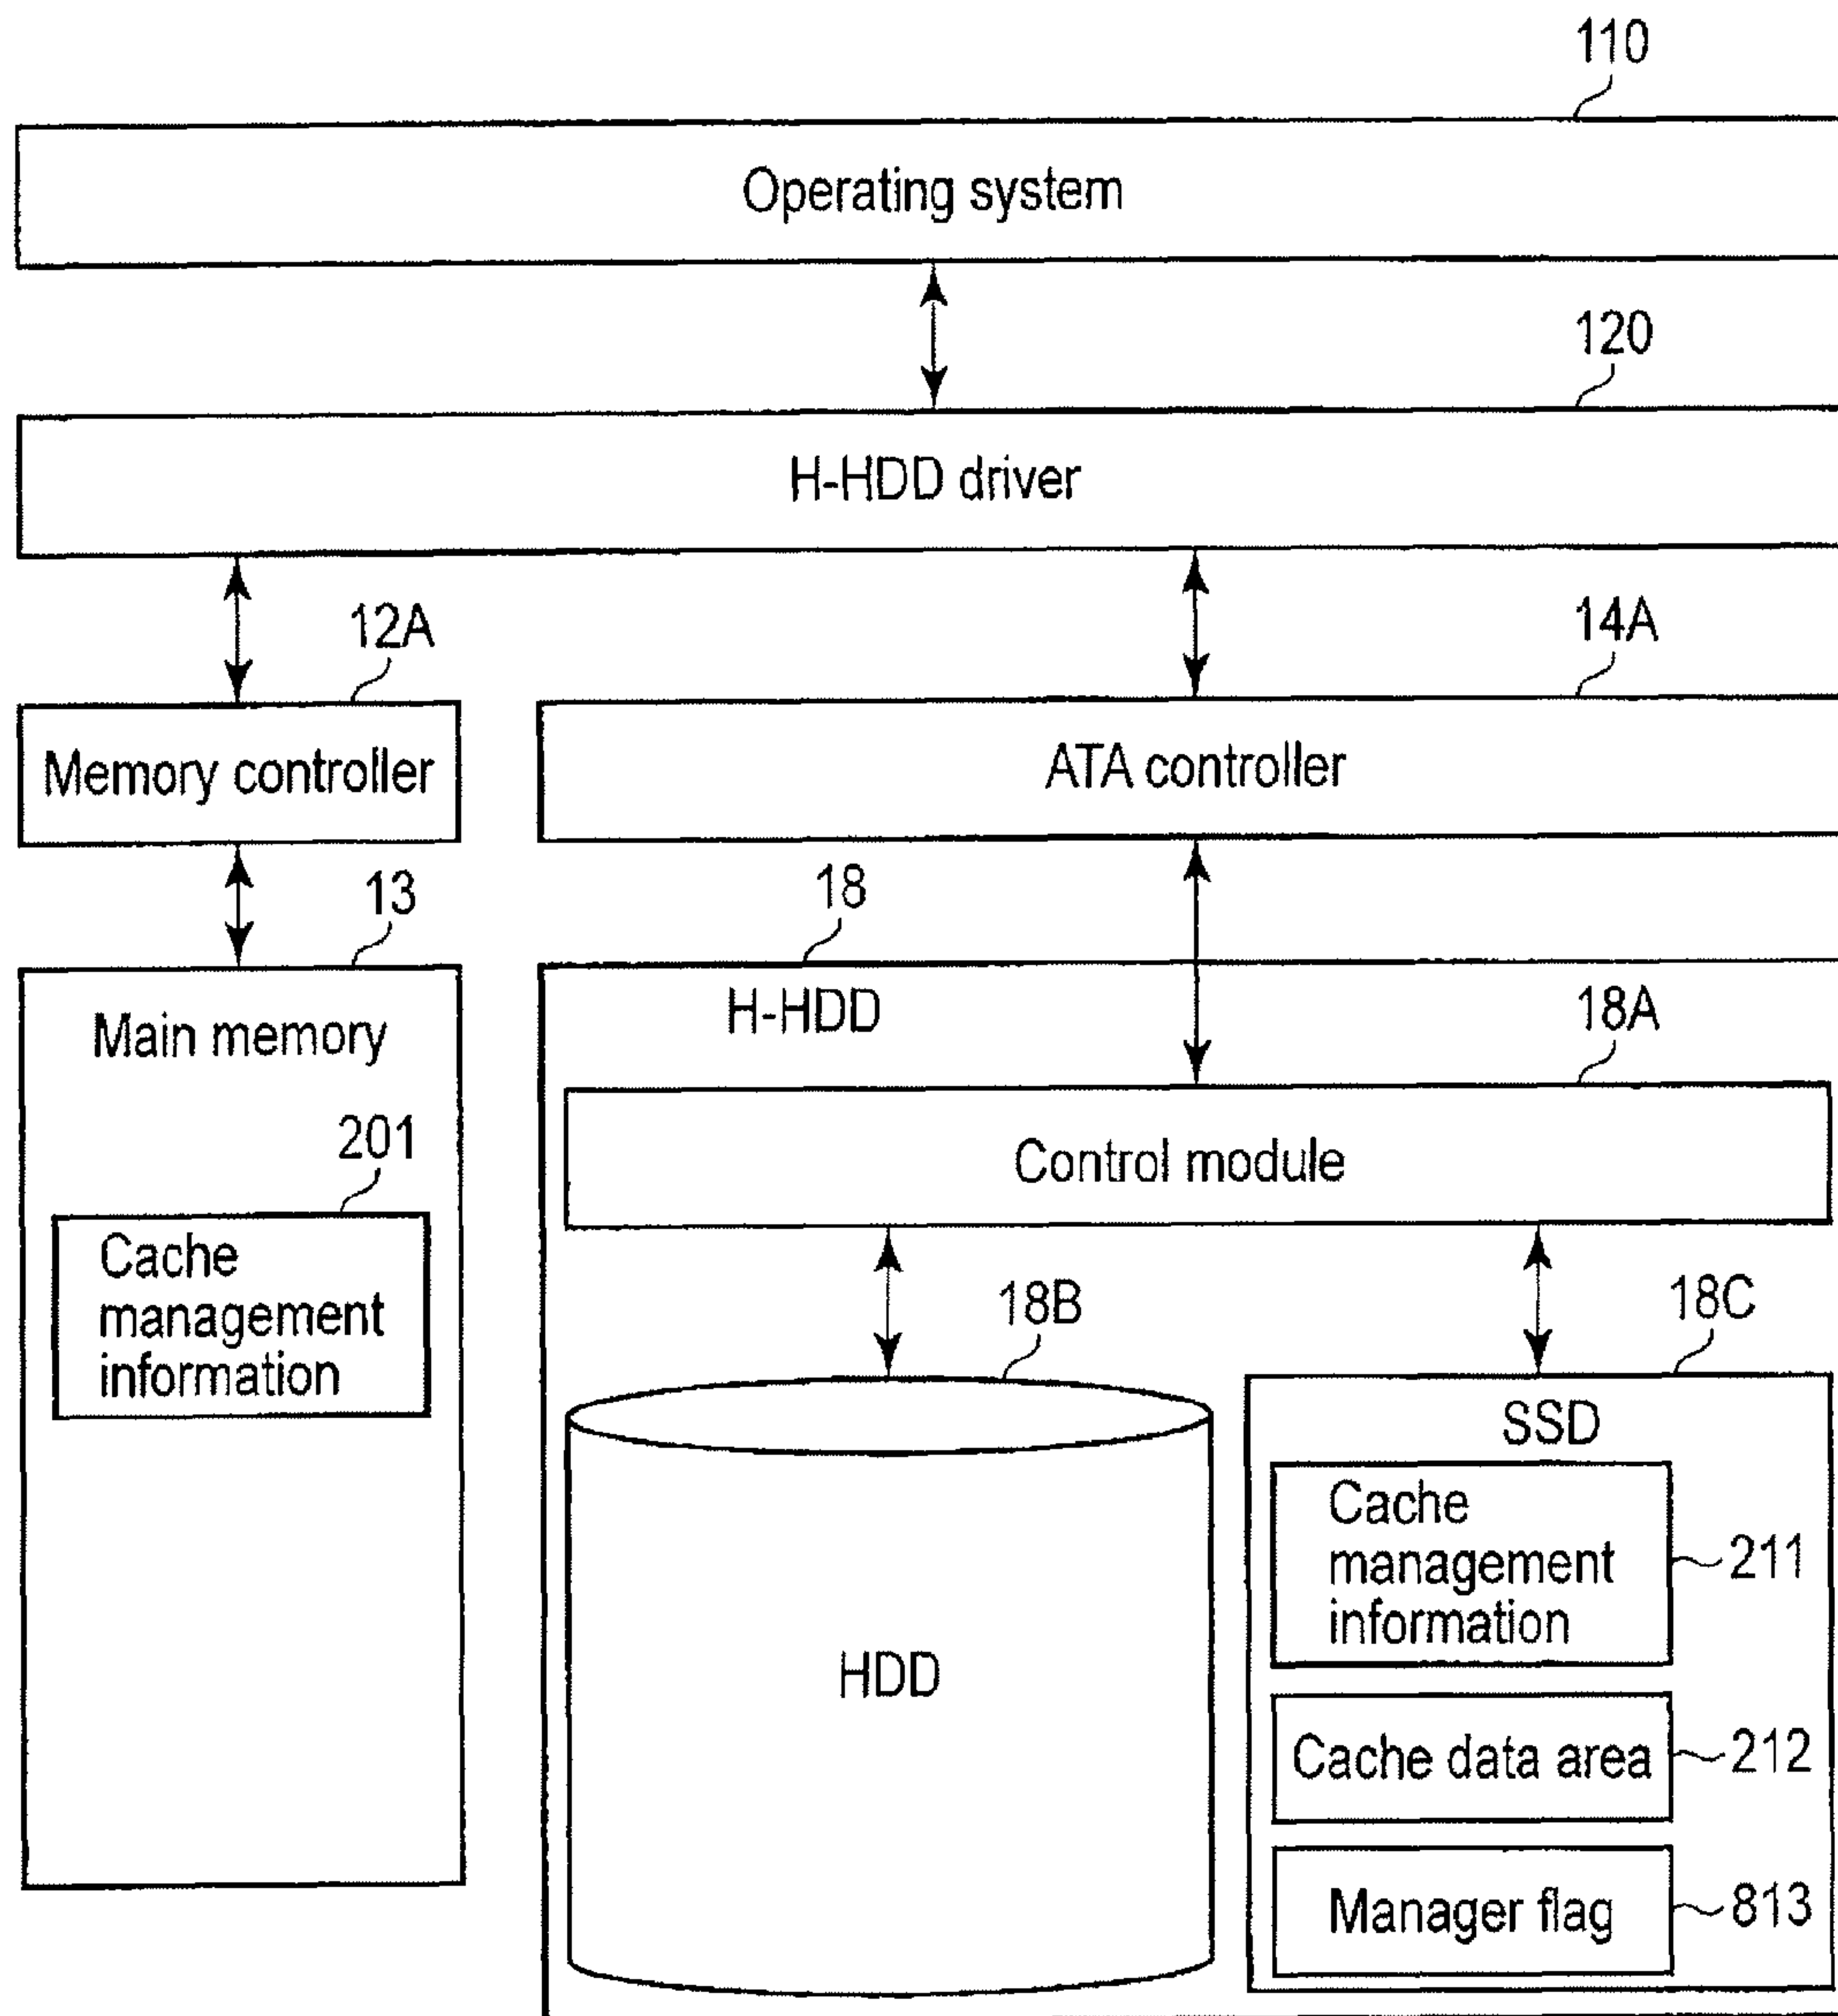 110
Operating system
120
H-HDD driver
12A
14A
Memory controller
ATA controller
13
18
Main memory
H-HDD
18A
Control module
201
Cache
management
information
18B
18C
HDD
SSD
Cache
management
information
211
Cache data area
212
Manager flag
813